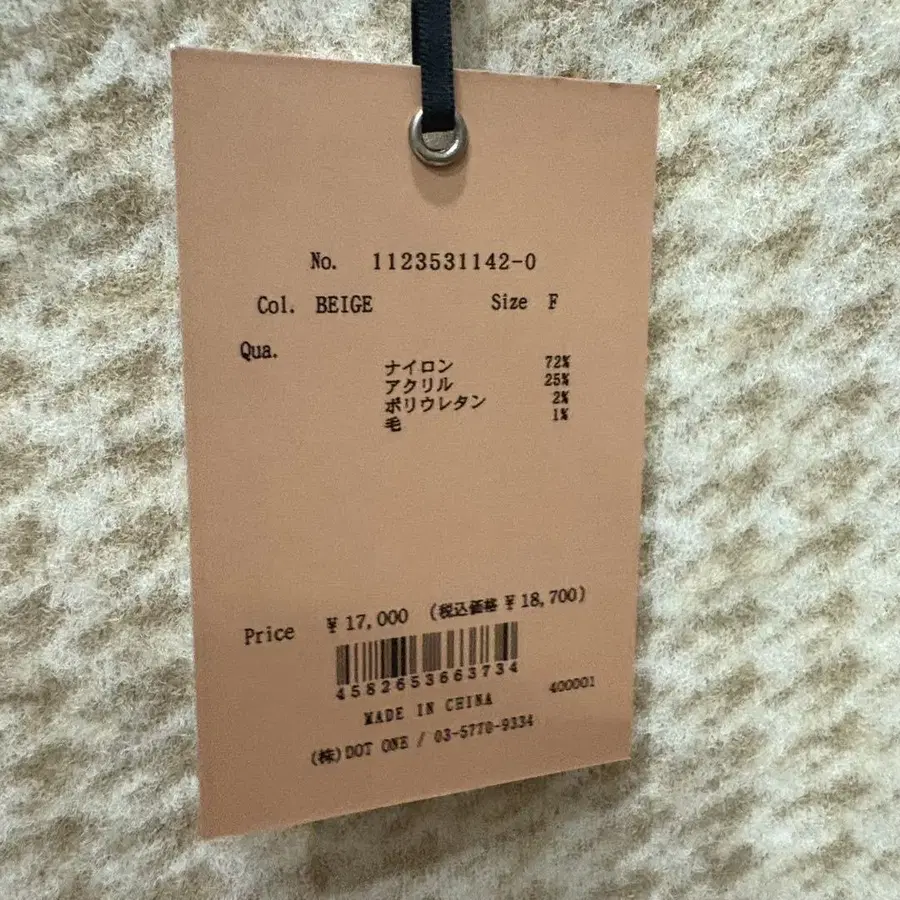 No. 1123531142-0
Col. BEIGE Size F
Qua.
ナイロン 72%
アクリル 25%
ポリウレタン 2%
毛 1%
Price ¥17,000 (税込価格 ¥18,700)
4582653663734
MADE IN CHINA 400001
(株)DOT ONE / 03-5770-9334